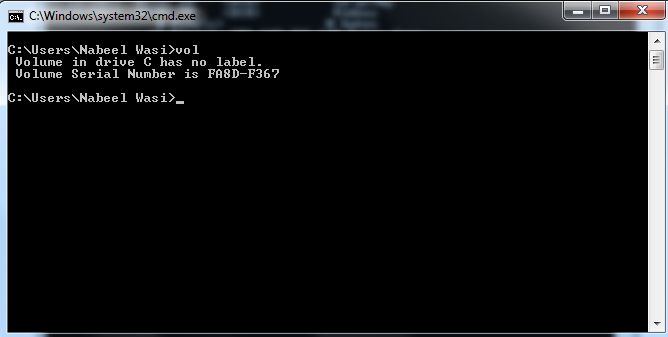 C:\Windows\system32\cmd.exe
C:\Users\Nabeel Wasi>vol
Volume in drive C has no label.
Volume Serial Number is FA8D-F367
C:\Users\Nabeel Wasi>_